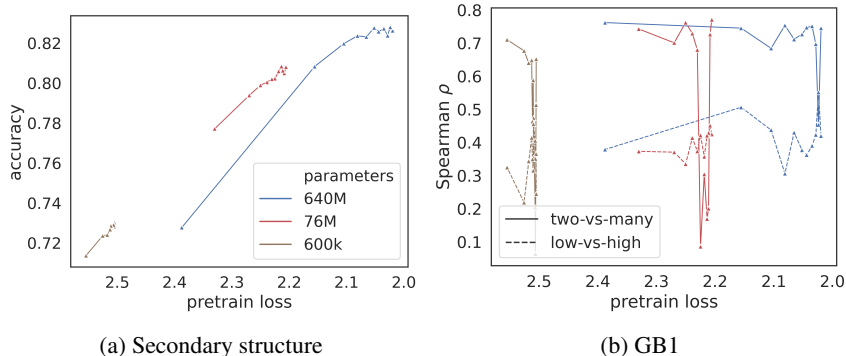 0.82
0.80
0.78
0.76
0.74
0.72
accuracy
parameters
640M
76M
600k
2.5 2.4 2.3 2.2 2.1 2.0
pretrain loss
(a) Secondary structure
0.8
0.7
0.6
0.5
0.4
0.3
0.2
0.1
Spearman ρ
two-vs-many
low-vs-high
2.5 2.4 2.3 2.2 2.1 2.0
pretrain loss
(b) GB1